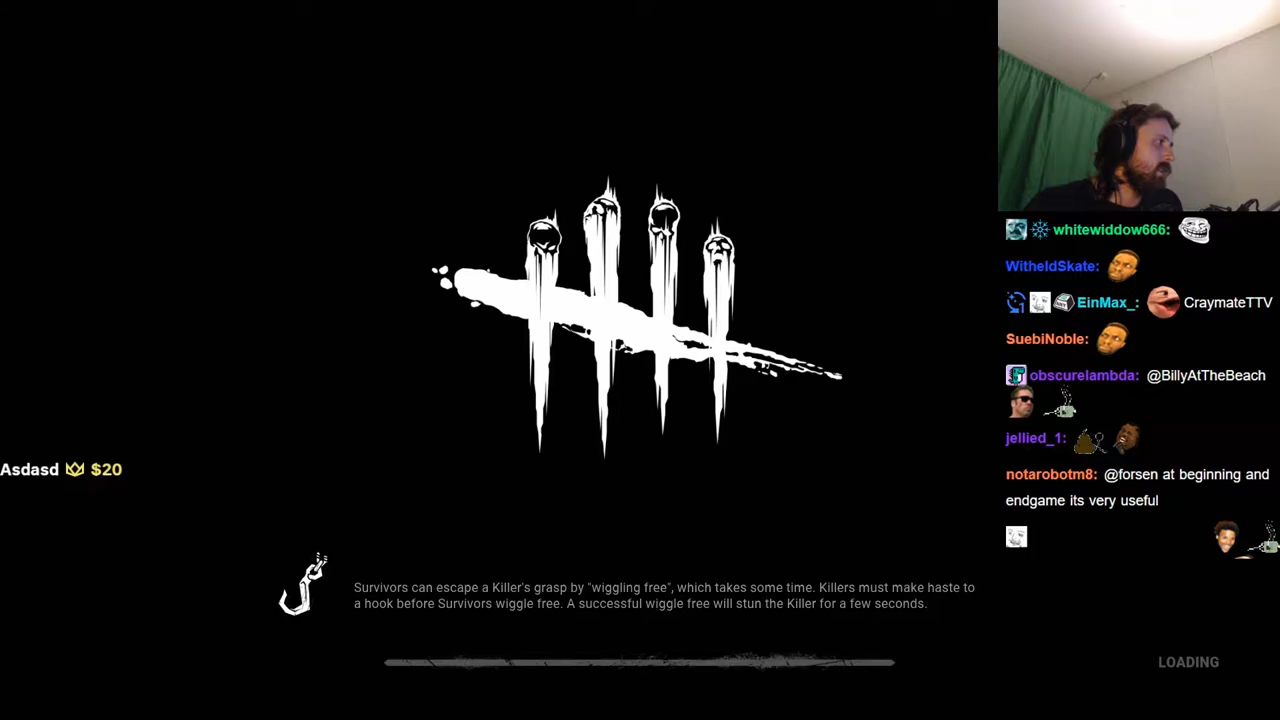 whitewiddow666:
WitheldSkate:
EinMax_: CraymateTTV
SuebiNoble:
obscurelambda: @BillyAtTheBeach
jellied_1:
notarobotm8: @forsen at beginning and
endgame its very useful
Asdasd $20
Survivors can escape a Killer's grasp by "wiggling free", which takes some time. Killers must make haste to
a hook before Survivors wiggle free. A successful wiggle free will stun the Killer for a few seconds.
LOADING